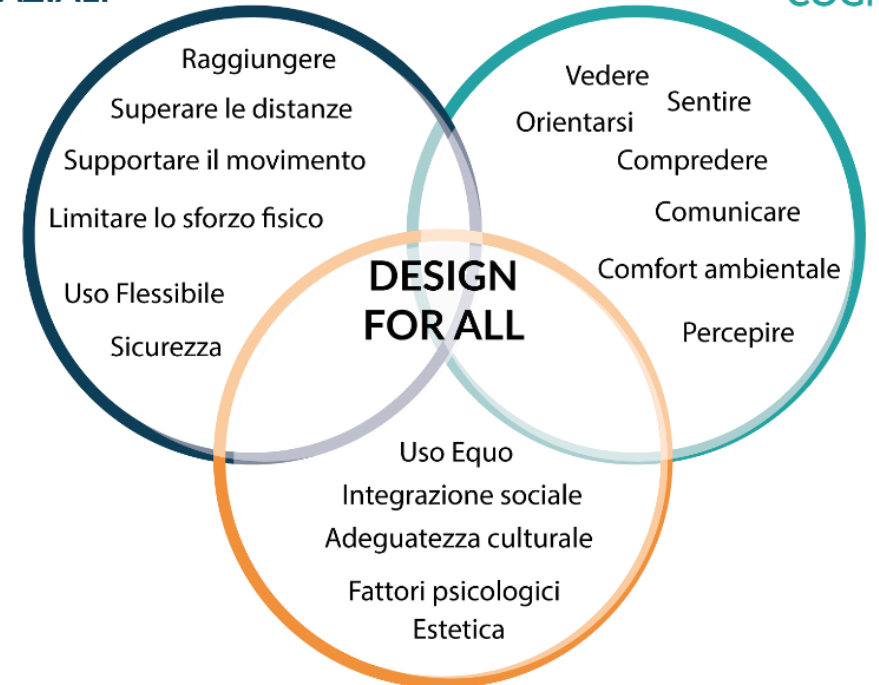 Raggiungere
Superare le distanze
Supportare il movimento
Limitare lo sforzo fisico
Uso Flessibile
Sicurezza
Vedere
Sentire
Orientarsi
Compredere
Comunicare
Comfort ambientale
Percepire
DESIGN
FOR ALL
Uso Equo
Integrazione sociale
Adeguatezza culturale
Fattori psicologici
Estetica